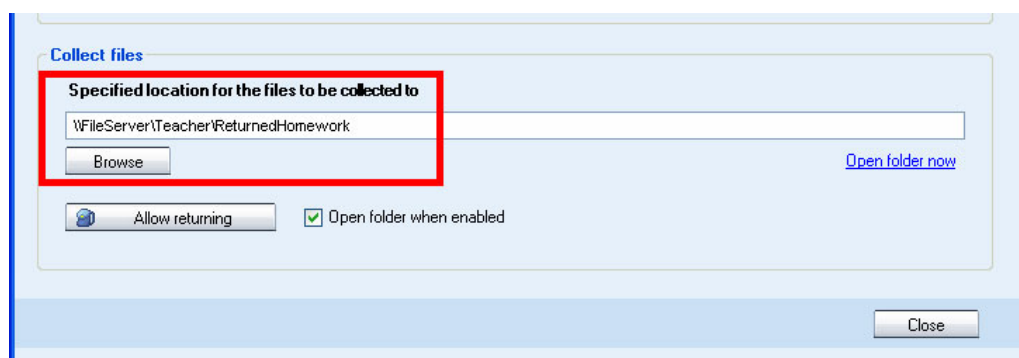 Collect files
Specified location for the files to be collected to
\\FileServer\Teacher\ReturnedHomework
Browse
Open folder now
Allow returning
Open folder when enabled
Close